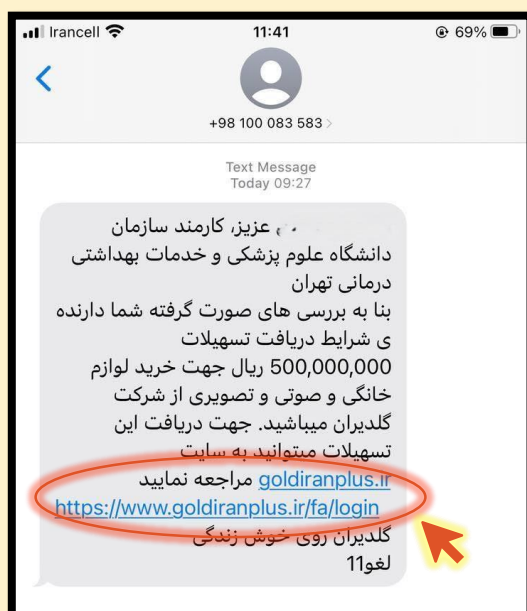 Irancell
11:41
69%
+98 100 083 583
Text Message
Today 09:27
عزیز، کارمند سازمان
دانشگاه علوم پزشکی و خدمات بهداشتی
درمانی تهران
بنا به بررسی های صورت گرفته شما دارنده
ی شرایط دریافت تسهیلات
500,000,000 ریال جهت خرید لوازم
خانگی و صوتی و تصویری از شرکت
گلدیران میباشید. جهت دریافت این
تسهیلات میتوانید به سایت
goldiranplus.ir مراجعه نمایید
https://www.goldiranplus.ir/fa/login
گلدیران روی خوش زندگی
لغو11